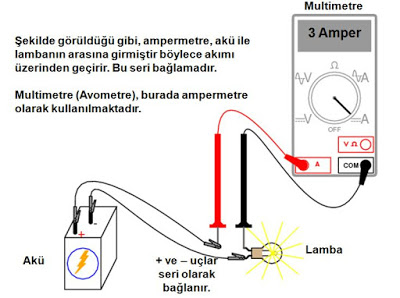 Multimetre
3 Amper
Şekilde görüldüğü gibi, ampermetre, akü ile
lambanın arasına girmiştir böylece akımı
üzerinden geçirir. Bu seri bağlamadır.
Multimetre (Avometre), burada ampermetre
olarak kullanılmaktadır.
Ω
V
A
V
A
OFF
V Ω
A
COM
+
-
Akü
+ ve – uçlar
seri olarak
bağlanır.
Lamba